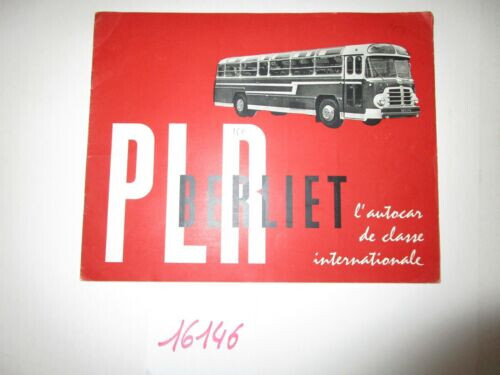 PLR
BERLIET
l'autocar
de classe
internationale
16146